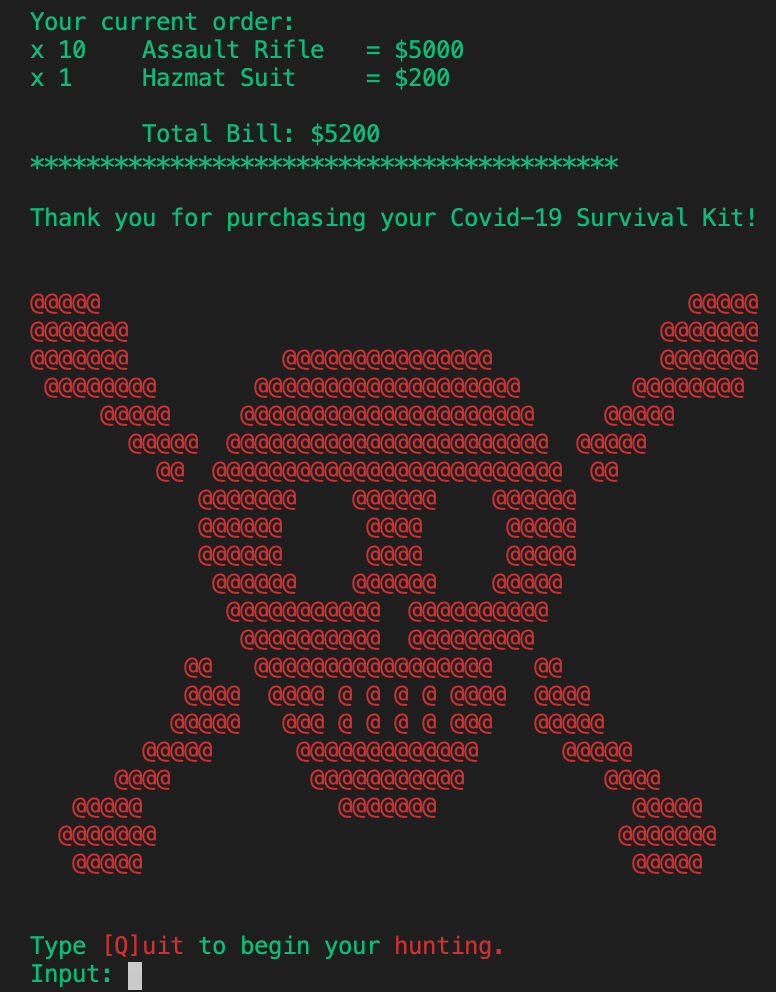 Your current order:
x 10    Assault Rifle   = $5000
x 1     Hazmat Suit     = $200
Total Bill: $5200
******************************************
Thank you for purchasing your Covid-19 Survival Kit!
Type [Q]uit to begin your hunting.
Input: